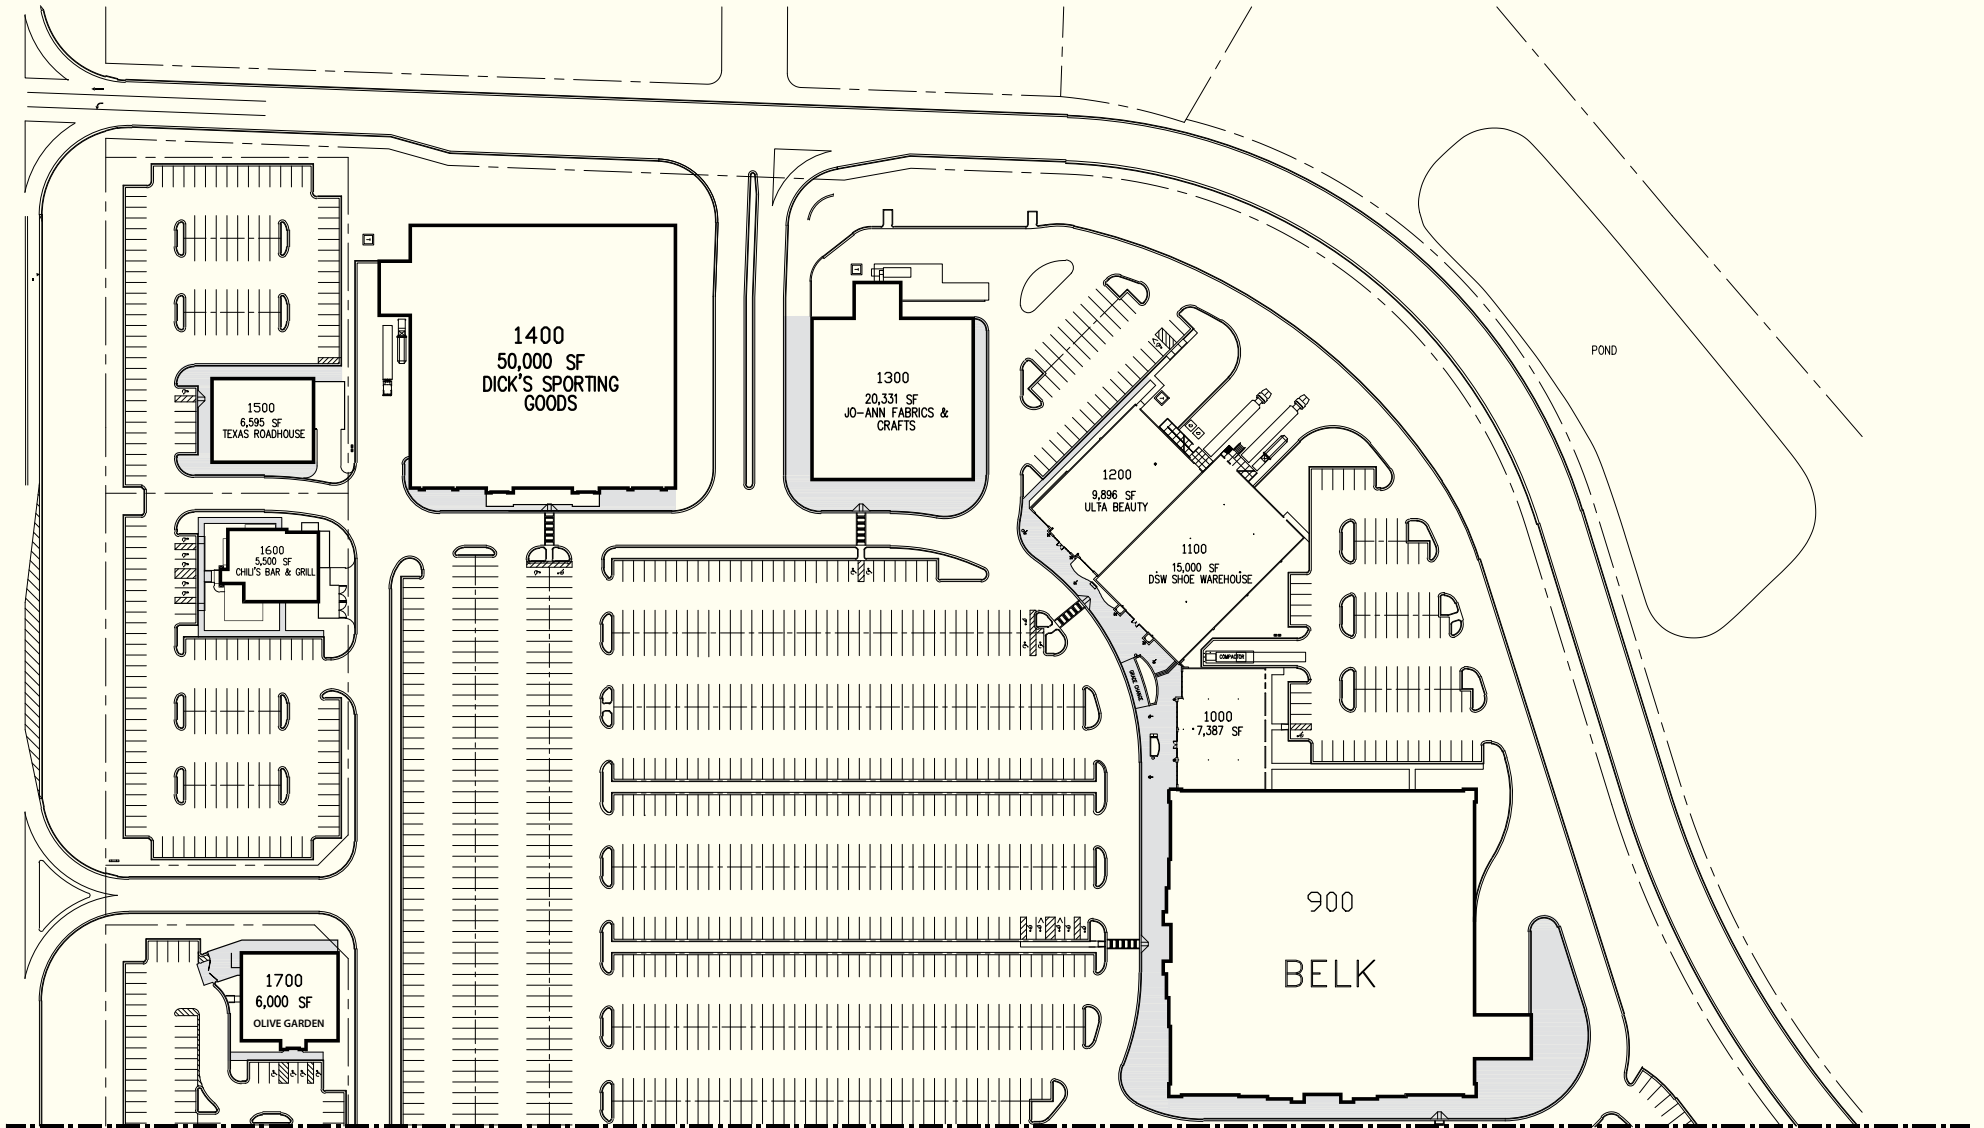 1400
50,000 SF
DICK'S SPORTING
GOODS
POND
1300
20,331 SF
JO-ANN FABRICS &
CRAFTS
1500
6,595 SF
TEXAS ROADHOUSE
1200
9,896 SF
ULTA BEAUTY
1100
15,000 SF
DSW SHOE WAREHOUSE
1600
5,500 SF
CHILI'S BAR & GRILL
COMPACTOR
1000
7,387 SF
900
BELK
1700
6,000 SF
OLIVE GARDEN